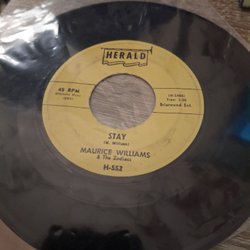 HERALD
45 RPM
STAY
(M. Williams)
MAURICE WILLIAMS
& The Zodiacs
H-552